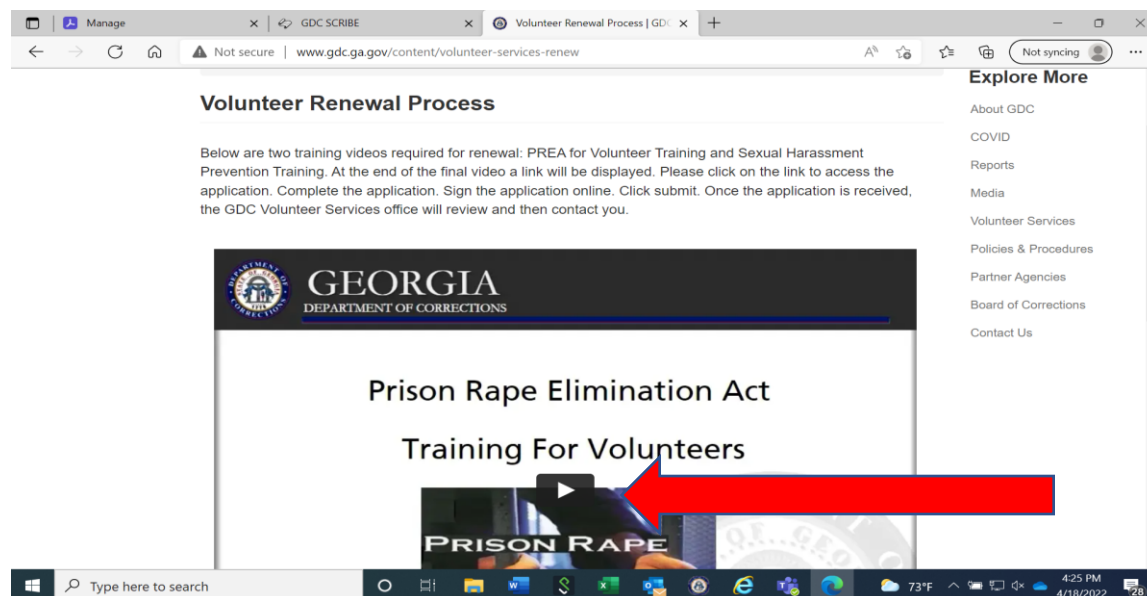 Manage
GDC SCRIBE
Volunteer Renewal Process | GD
Not secure | www.gdc.ga.gov/content/volunteer-services-renew
Not syncing
Explore More
Volunteer Renewal Process
About GDC
COVID
Below are two training videos required for renewal: PREA for Volunteer Training and Sexual Harassment
Prevention Training. At the end of the final video a link will be displayed. Please click on the link to access the
application. Complete the application. Sign the application online. Click submit. Once the application is received,
the GDC Volunteer Services office will review and then contact you.
Reports
Media
Volunteer Services
Policies & Procedures
Partner Agencies
Board of Corrections
Contact Us
GEORGIA
DEPARTMENT OF CORRECTIONS
Prison Rape Elimination Act
Training For Volunteers
PRISON RAPE
Type here to search
73°F
4:25 PM
4/18/2022